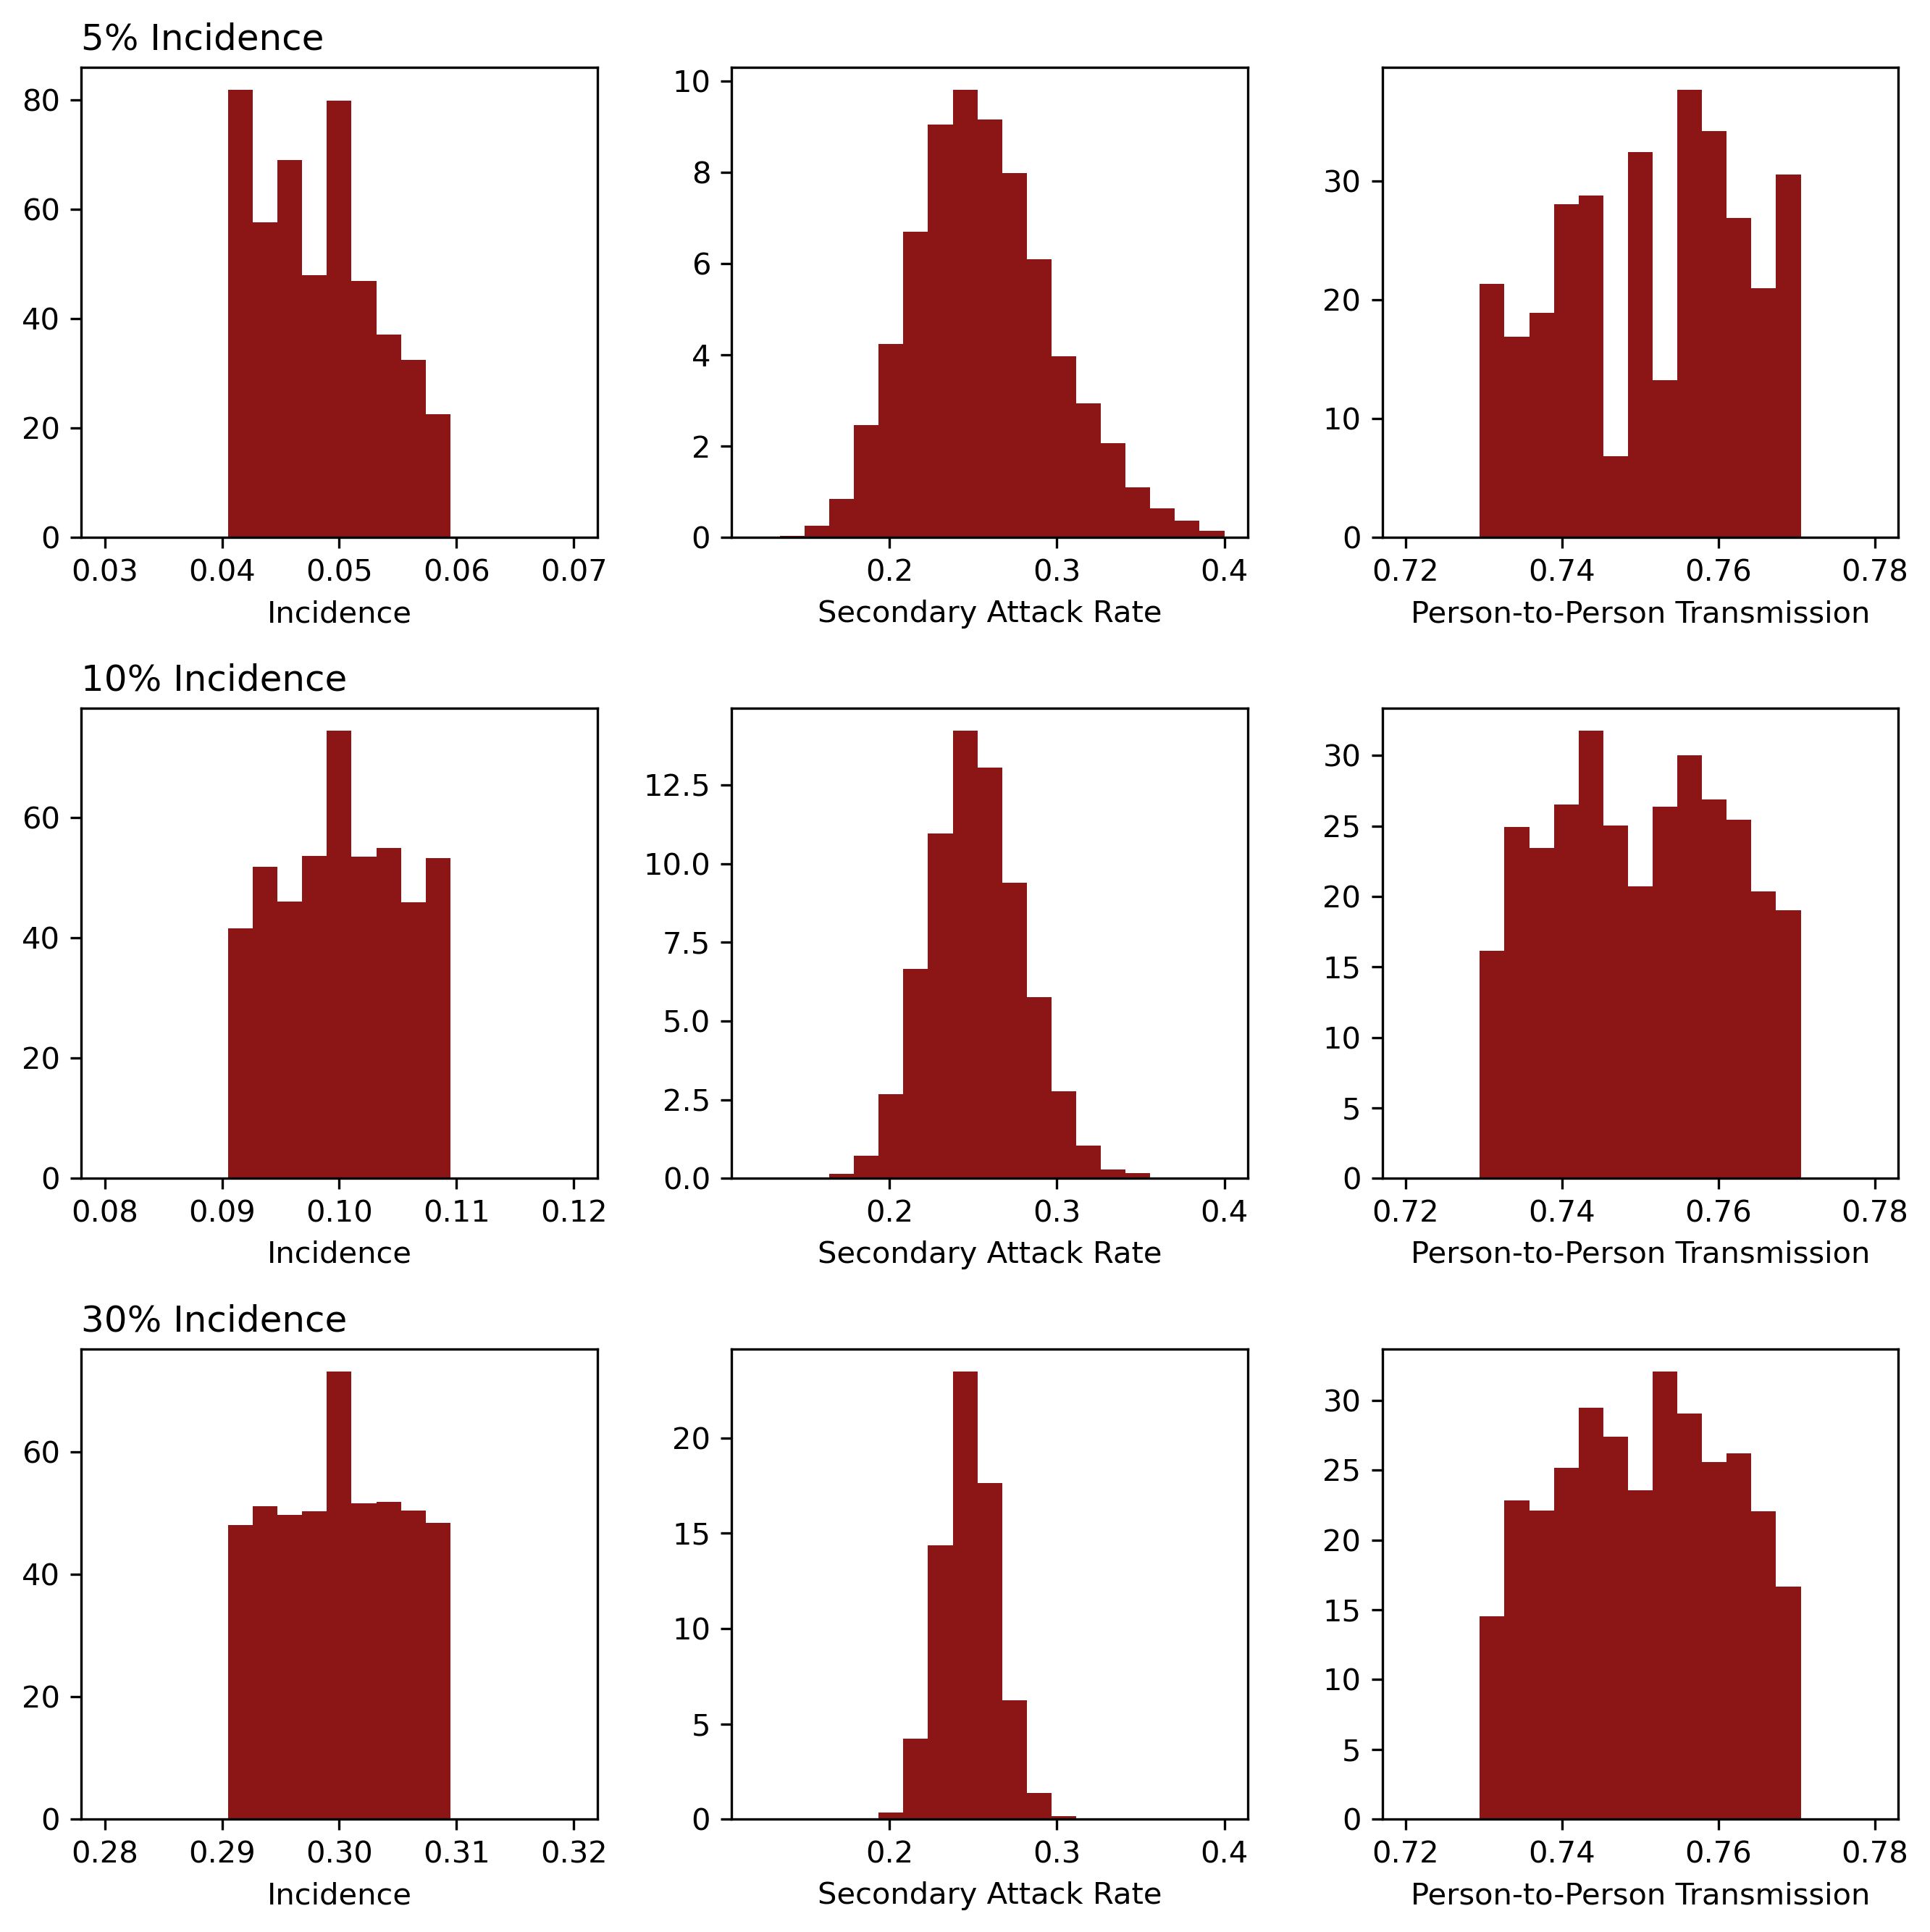 5% Incidence
80
60
40
20
0
0.03 0.04 0.05 0.06 0.07
Incidence
10
8
6
4
2
0
0.2 0.3 0.4
Secondary Attack Rate
30
20
10
0
0.72 0.74 0.76 0.78
Person-to-Person Transmission
10% Incidence
60
40
20
0
0.08 0.09 0.10 0.11 0.12
Incidence
12.5
10.0
7.5
5.0
2.5
0.0
0.2 0.3 0.4
Secondary Attack Rate
30
25
20
15
10
5
0
0.72 0.74 0.76 0.78
Person-to-Person Transmission
30% Incidence
60
40
20
0
0.28 0.29 0.30 0.31 0.32
Incidence
20
15
10
5
0
0.2 0.3 0.4
Secondary Attack Rate
30
25
20
15
10
5
0
0.72 0.74 0.76 0.78
Person-to-Person Transmission